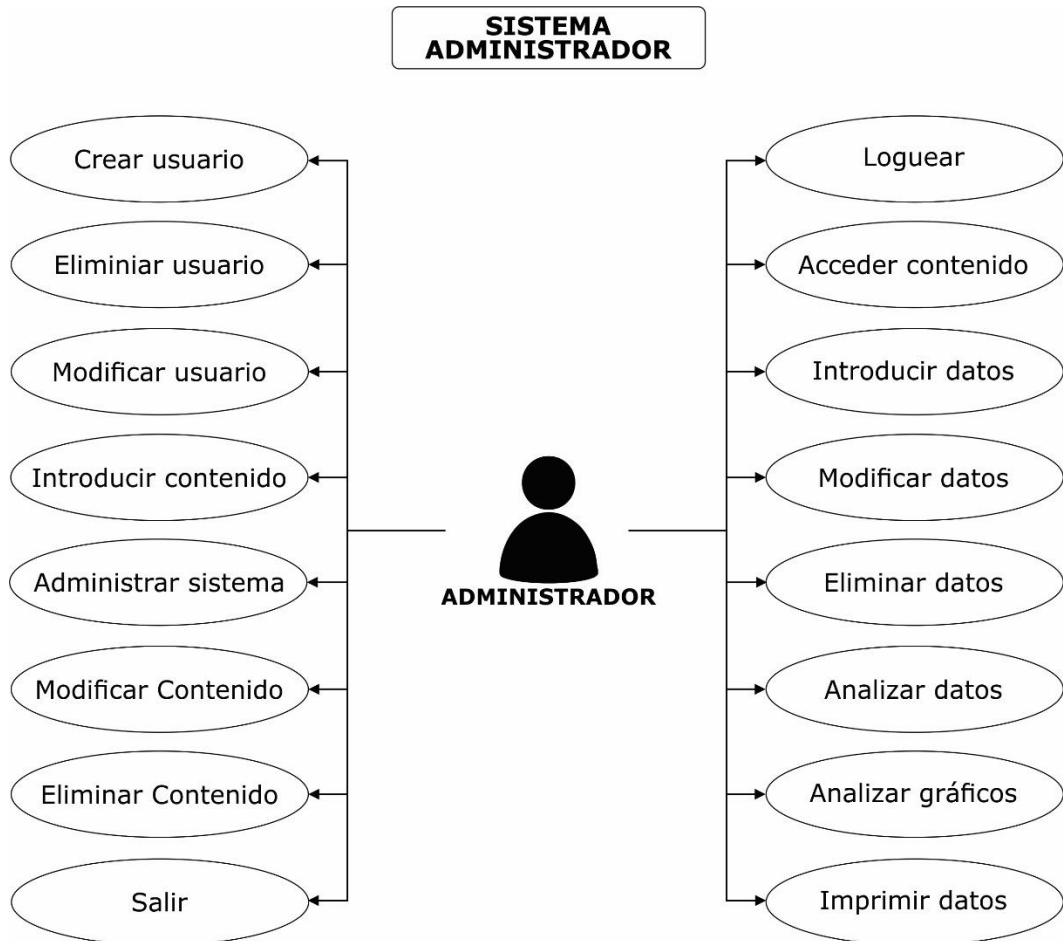 SISTEMA
ADMINISTRADOR
Crear usuario
Eliminiar usuario
Modificar usuario
Introducir contenido
Administrar sistema
Modificar Contenido
Eliminar Contenido
Salir
ADMINISTRADOR
Loguear
Acceder contenido
Introducir datos
Modificar datos
Eliminar datos
Analizar datos
Analizar gráficos
Imprimir datos